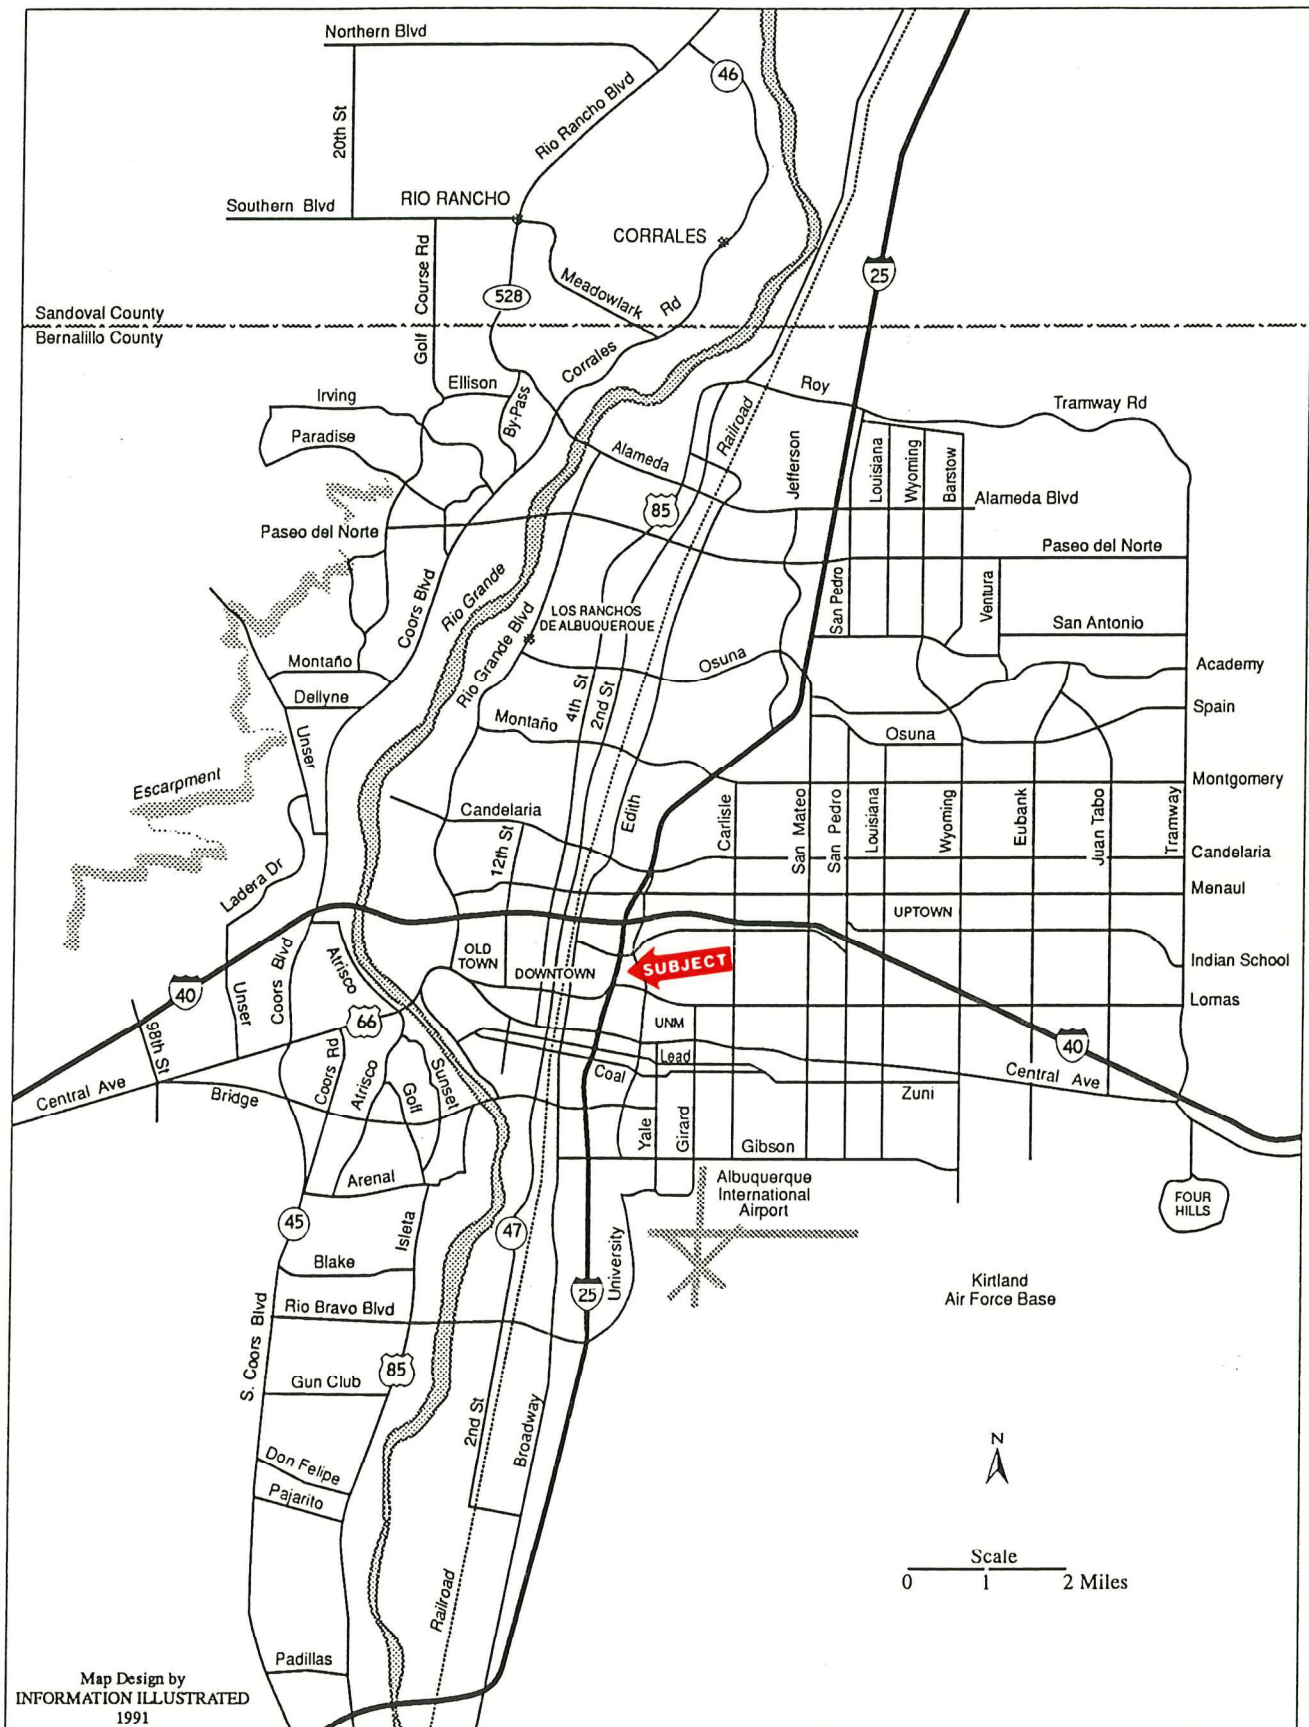 Northern Blvd
46
20th St
Rio Rancho Blvd
Southern Blvd
RIO RANCHO
CORRALES
25
Golf Course Rd
528
Meadowlark
Rd
Sandoval County
Bernalillo County
Corrales
Ellison
By-Pass
Irving
Paradise
Roy
Tramway Rd
Railroad
Alameda
Jefferson
Louisiana
Wyoming
Barstow
85
Alameda Blvd
Paseo del Norte
Paseo del Norte
Coors Blvd
Rio Grande
LOS RANCHOS
DE ALBUQUERQUE
San Pedro
Ventura
San Antonio
Rio Grande Blvd
Montaño
Osuna
Academy
Dellyne
4th St
2nd St
Spain
Montaño
Unser
Osuna
Escarpment
Montgomery
Candelaria
12th St
Edith
Carlisle
San Mateo
San Pedro
Louisiana
Wyoming
Eubank
Juan Tabo
Tramway
Candelaria
Ladera Dr
Menaul
UPTOWN
OLD
TOWN
DOWNTOWN
SUBJECT
Indian School
Coors Blvd
Atrisco
40
Unser
Lomas
66
UNM
98th St
40
Lead
Coal
Central Ave
Central Ave
Bridge
Coors Rd
Atrisco
Goff
Sunset
Zuni
Yale
Girard
Gibson
Arenal
Albuquerque
International
Airport
FOUR
HILLS
45
Isleta
47
University
Blake
Kirtland
Air Force Base
25
Rio Bravo Blvd
S. Coors Blvd
85
Gun Club
2nd St
Broadway
N
Don Felipe
Pajarito
Scale
0 1 2 Miles
Railroad
Padillas
Map Design by
INFORMATION ILLUSTRATED
1991